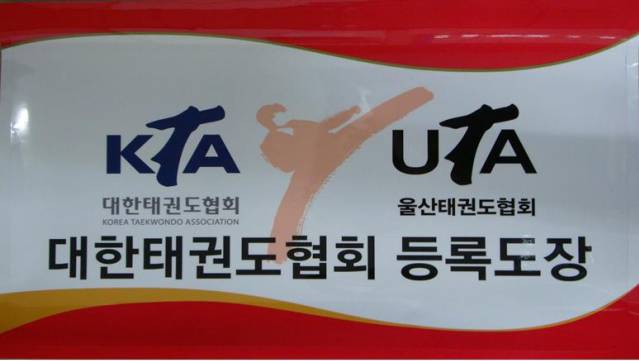 KTA
대한태권도협회
KOREA TAEKWONDO ASSOCIATION
UTA
울산태권도협회
대한태권도협회 등록도장